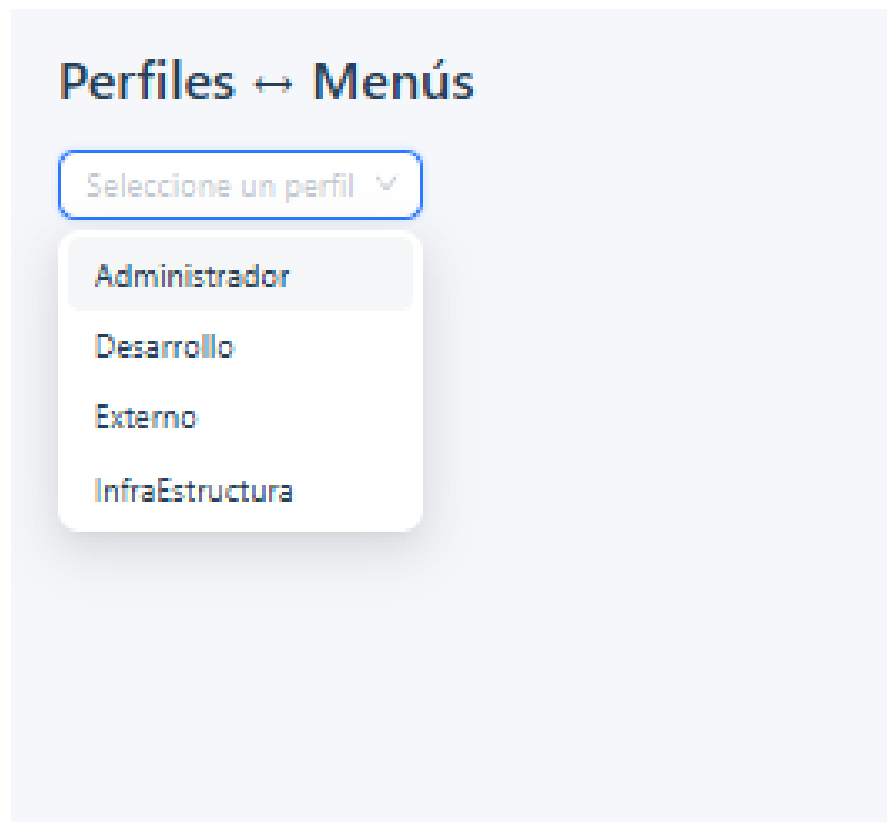 Perfiles ↔ Menús
Seleccione un perfil
Administrador
Desarrollo
Externo
InfraEstructura